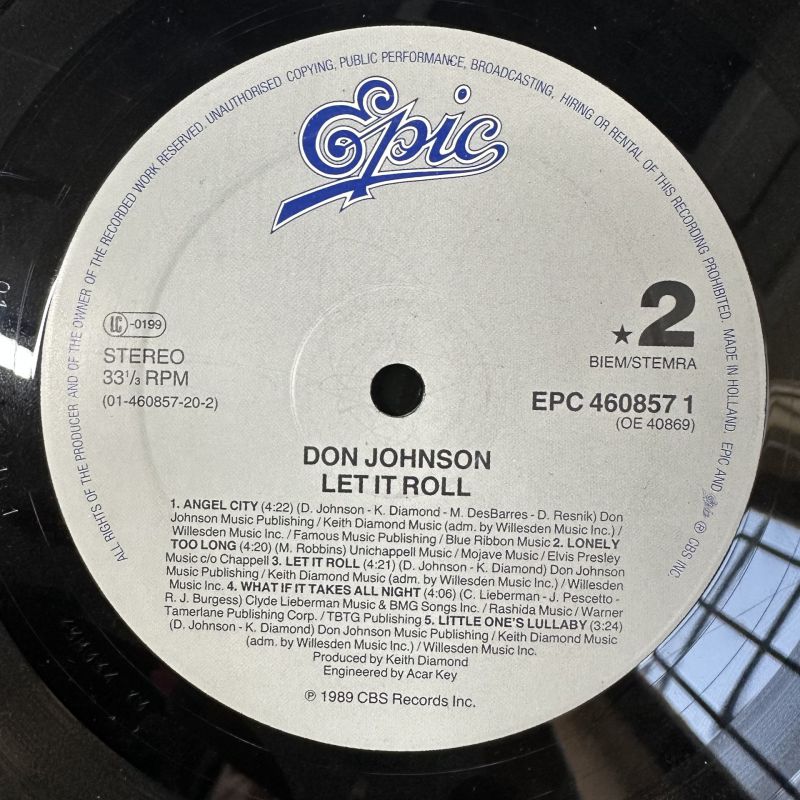 ALL RIGHTS OF THE PRODUCER AND OF THE OWNER OF THE RECORDED WORK RESERVED. UNAUTHORISED COPYING, PUBLIC PERFORMANCE, BROADCASTING, HIRING OR RENTAL OF THIS RECORDING PROHIBITED. MADE IN HOLLAND. EPIC AND Epic ® CBS INC
Epic
LC-0199
STEREO
33 1/3 RPM
(01-460857-20-2)
★2
BIEM/STEMRA
EPC 460857 1
(OE 40869)
DON JOHNSON
LET IT ROLL
1. ANGEL CITY (4:22) (D. Johnson - K. Diamond - M. DesBarres - D. Resnik) Don
Johnson Music Publishing / Keith Diamond Music (adm. by Willesden Music Inc.) /
Willesden Music Inc. / Famous Music Publishing / Blue Ribbon Music 2. LONELY
TOO LONG (4:20) (M. Robbins) Unichappell Music / Mojave Music / Elvis Presley
Music c/o Chappell 3. LET IT ROLL (4:21) (D. Johnson - K. Diamond) Don Johnson
Music Publishing / Keith Diamond Music (adm. by Willesden Music Inc.) / Willesden
Music Inc. 4. WHAT IF IT TAKES ALL NIGHT (4:06) (C. Lieberman - J. Pescetto -
R. J. Burgess) Clyde Lieberman Music & BMG Songs Inc. / Rashida Music / Warner
Tamerlane Publishing Corp. / TBTG Publishing 5. LITTLE ONE'S LULLABY (3:24)
(D. Johnson - K. Diamond) Don Johnson Music Publishing / Keith Diamond Music
(adm. by Willesden Music Inc.) / Willesden Music Inc.
Produced by Keith Diamond
Engineered by Acar Key
℗ 1989 CBS Records Inc.